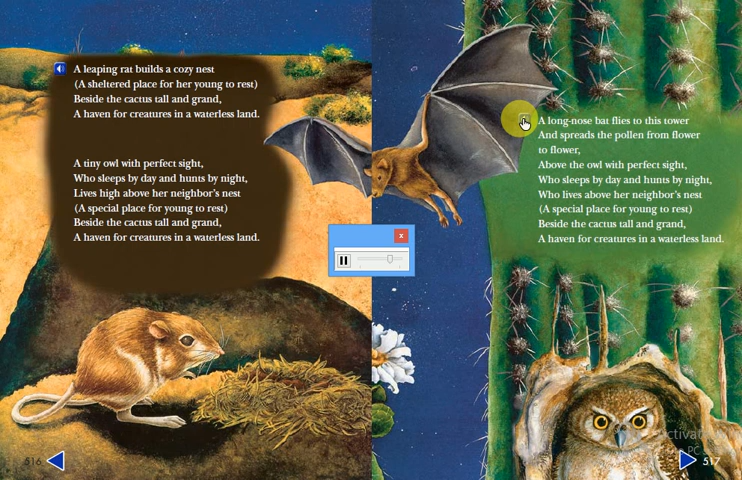 A leaping rat builds a cozy nest
(A sheltered place for her young to rest)
Beside the cactus tall and grand,
A haven for creatures in a waterless land.
A tiny owl with perfect sight,
Who sleeps by day and hunts by night,
Lives high above her neighbor's nest
(A special place for young to rest)
Beside the cactus tall and grand,
A haven for creatures in a waterless land.
516
A long-nose bat flies to this tower
And spreads the pollen from flower
to flower,
Above the owl with perfect sight,
Who sleeps by day and hunts by night,
Who lives above her neighbor's nest
(A special place for young to rest)
Beside the cactus tall and grand,
A haven for creatures in a waterless land.
x
PC
517